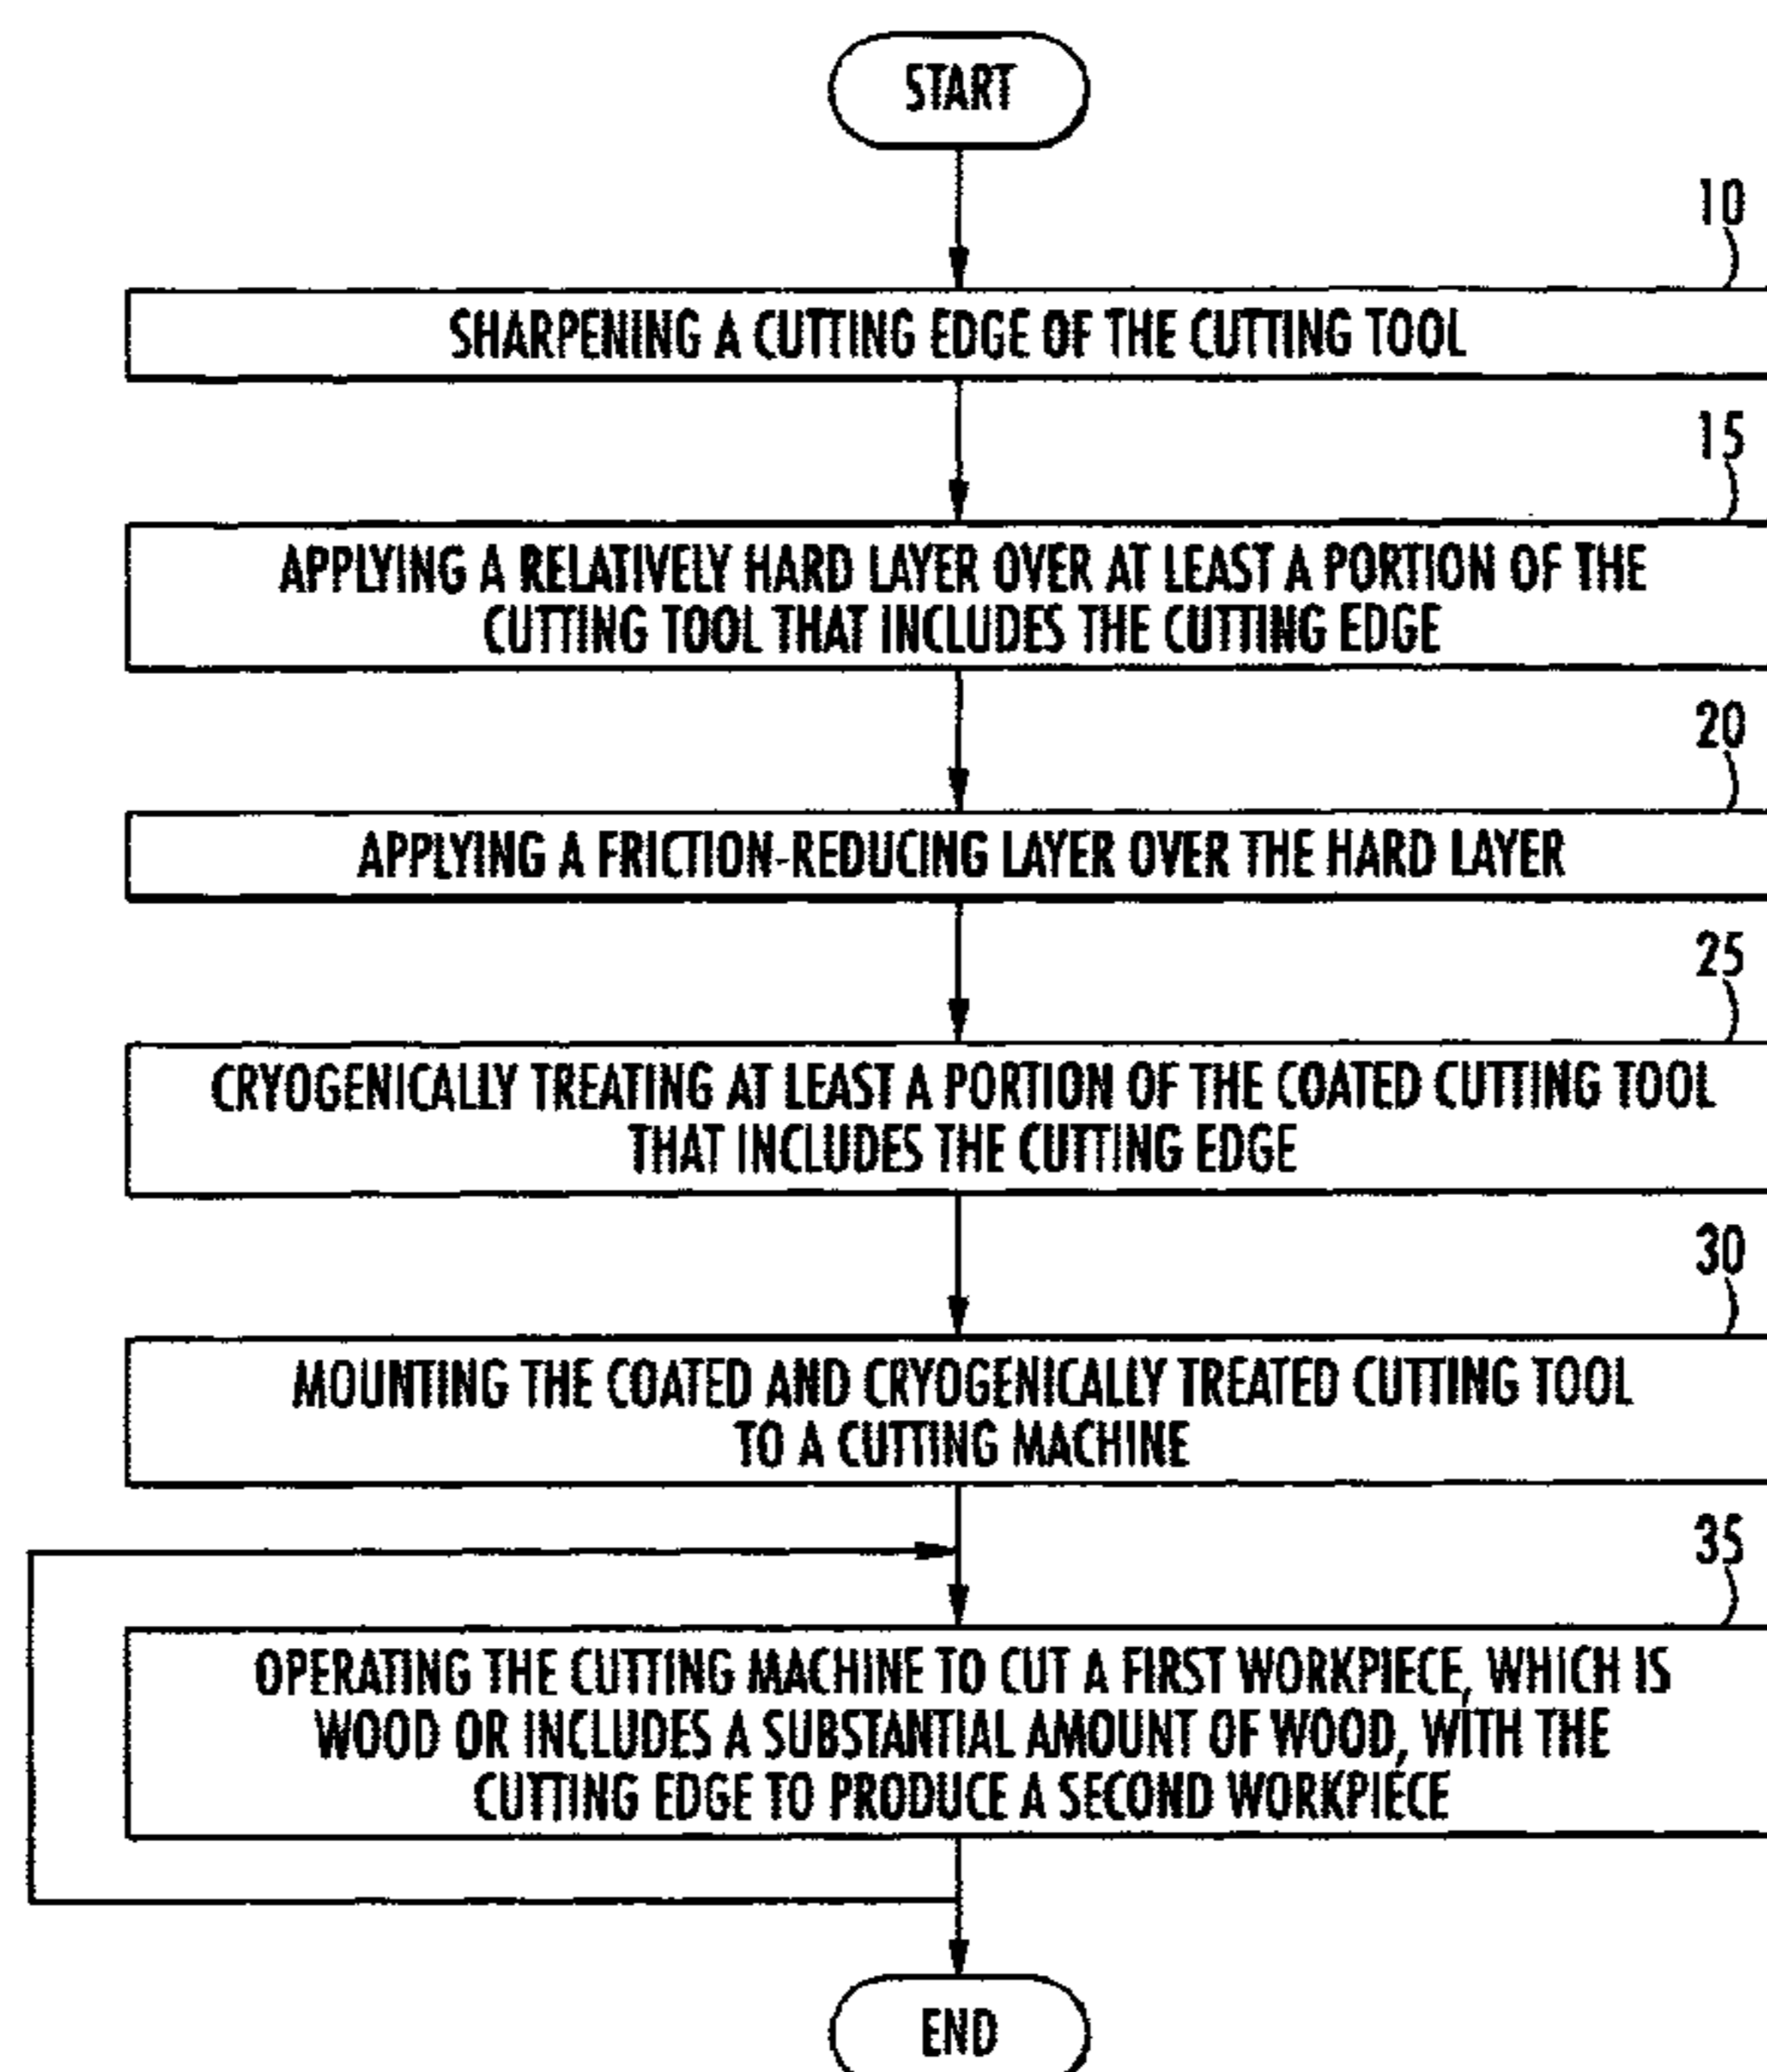 START
10
SHARPENING A CUTTING EDGE OF THE CUTTING TOOL
15
APPLYING A RELATIVELY HARD LAYER OVER AT LEAST A PORTION OF THE
CUTTING TOOL THAT INCLUDES THE CUTTING EDGE
20
APPLYING A FRICTION-REDUCING LAYER OVER THE HARD LAYER
25
CRYOGENICALLY TREATING AT LEAST A PORTION OF THE COATED CUTTING TOOL
THAT INCLUDES THE CUTTING EDGE
30
MOUNTING THE COATED AND CRYOGENICALLY TREATED CUTTING TOOL
TO A CUTTING MACHINE
35
OPERATING THE CUTTING MACHINE TO CUT A FIRST WORKPIECE, WHICH IS
WOOD OR INCLUDES A SUBSTANTIAL AMOUNT OF WOOD, WITH THE
CUTTING EDGE TO PRODUCE A SECOND WORKPIECE
END